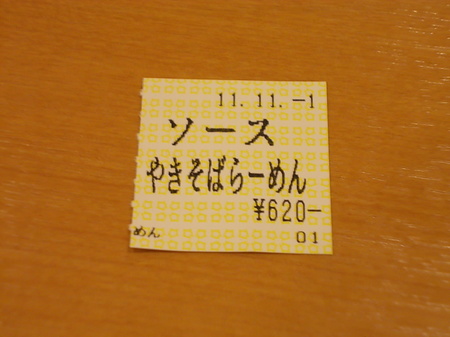 11.11.-1
ソース
やきそばらーめん
¥620-
めん 01